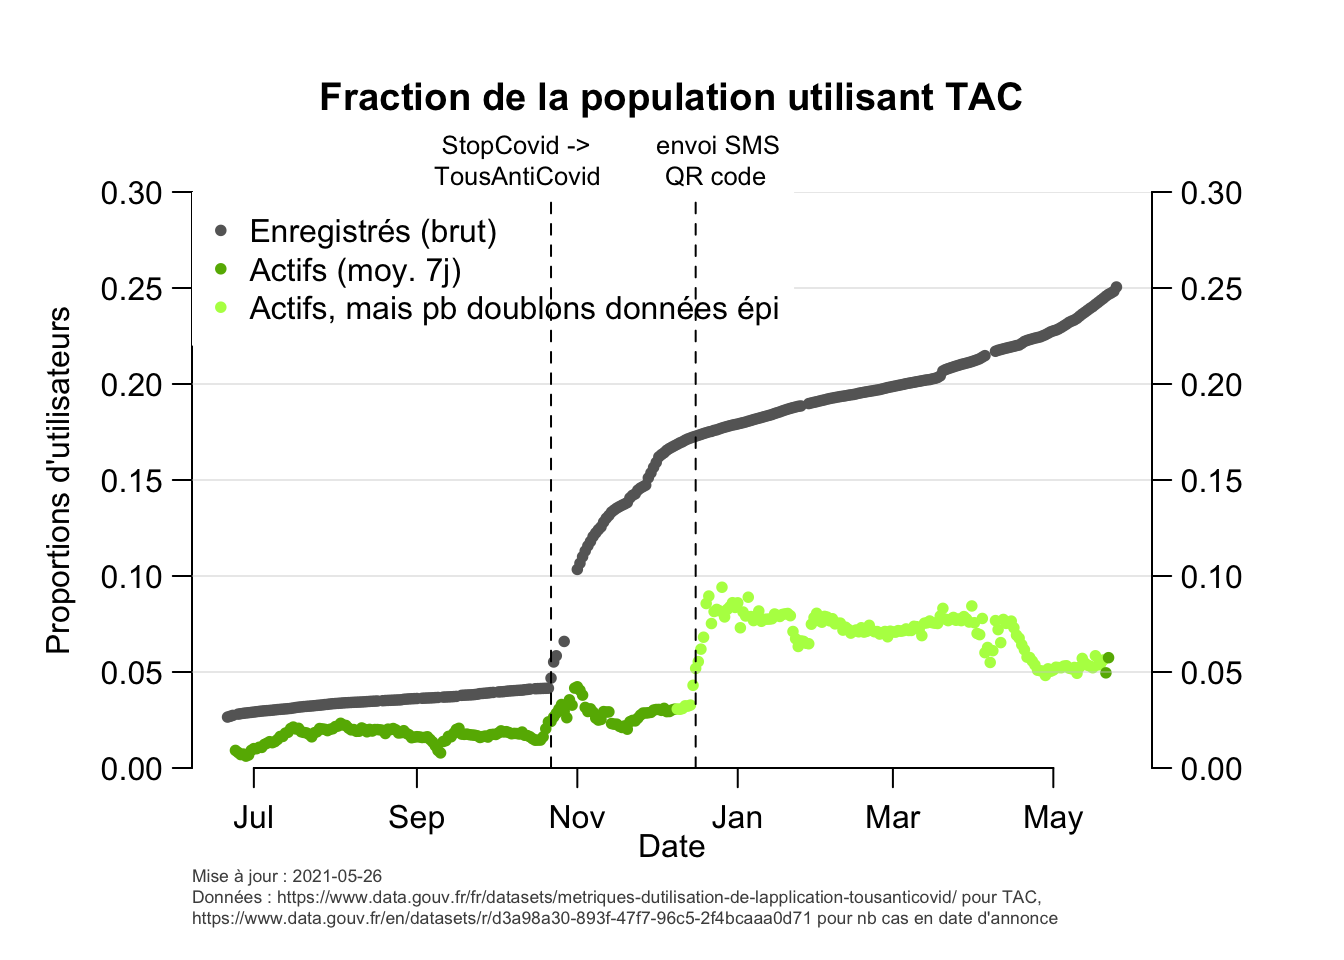 Fraction de la population utilisant TAC
StopCovid ->
TousAntiCovid
envoi SMS
QR code
Enregistrés (brut)
Actifs (moy. 7j)
Actifs, mais pb doublons données épi
Proportions d'utilisateurs
0.30
0.25
0.20
0.15
0.10
0.05
0.00
0.30
0.25
0.20
0.15
0.10
0.05
0.00
Jul Sep Nov Jan Mar May
Date
Mise à jour : 2021-05-26
Données : https://www.data.gouv.fr/fr/datasets/metriques-dutilisation-de-lapplication-tousanticovid/ pour TAC,
https://www.data.gouv.fr/en/datasets/r/d3a98a30-893f-47f7-96c5-2f4bcaaa0d71 pour nb cas en date d'annonce